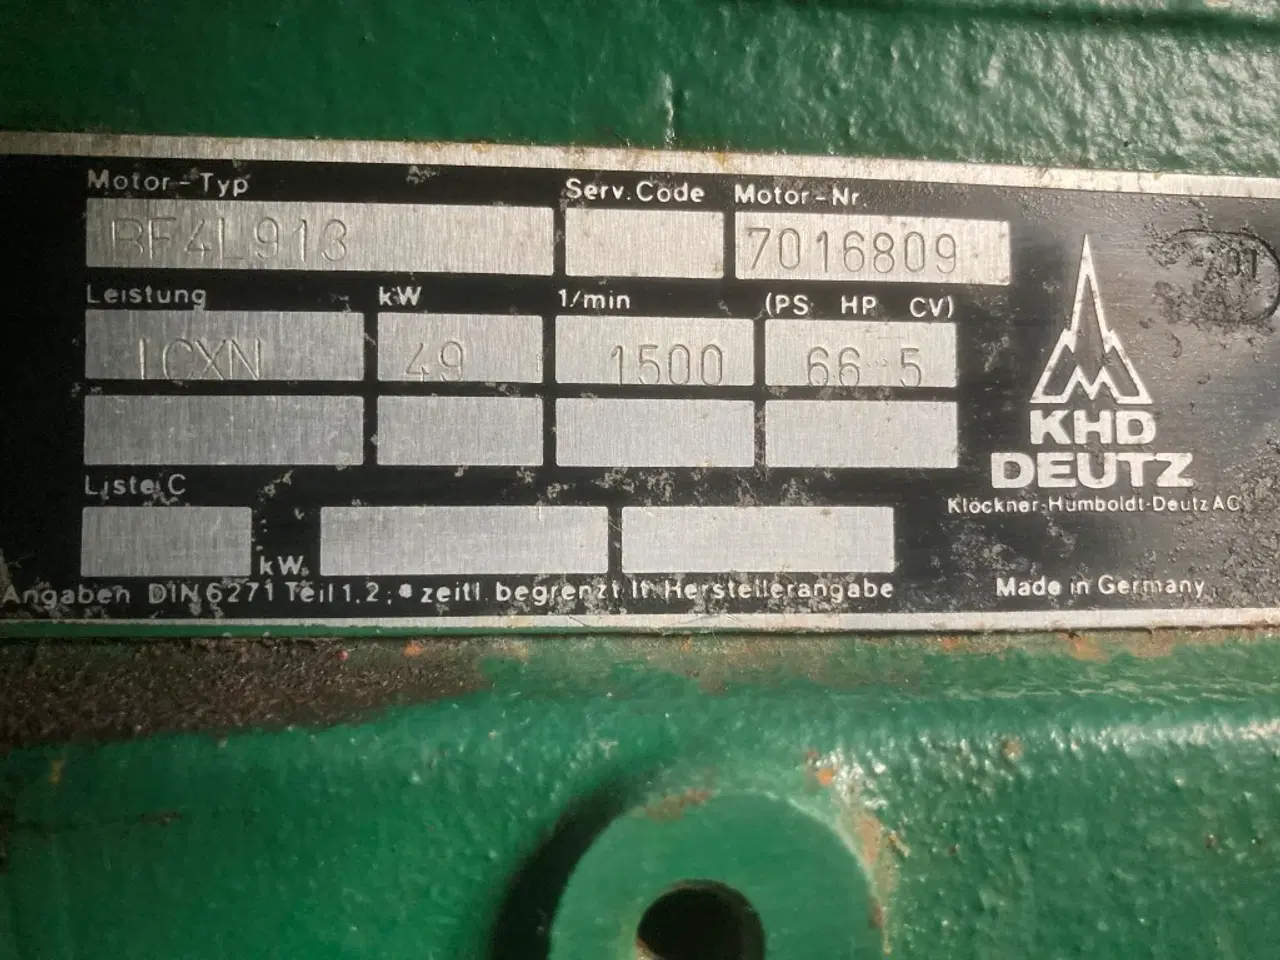 Motor-Typ Serv. Code Motor-Nr
BF4L913 7016809
Leistung kW 1/min (PS HP CV)
ICXN 49 1500 66 5
Liste C
kW
Angaben DIN 6271 Teil 1.2; * zeitl. begrenzt lt. Herstellerangabe
KHD
DEUTZ
Klöckner-Humboldt-Deutz AG
Made in Germany